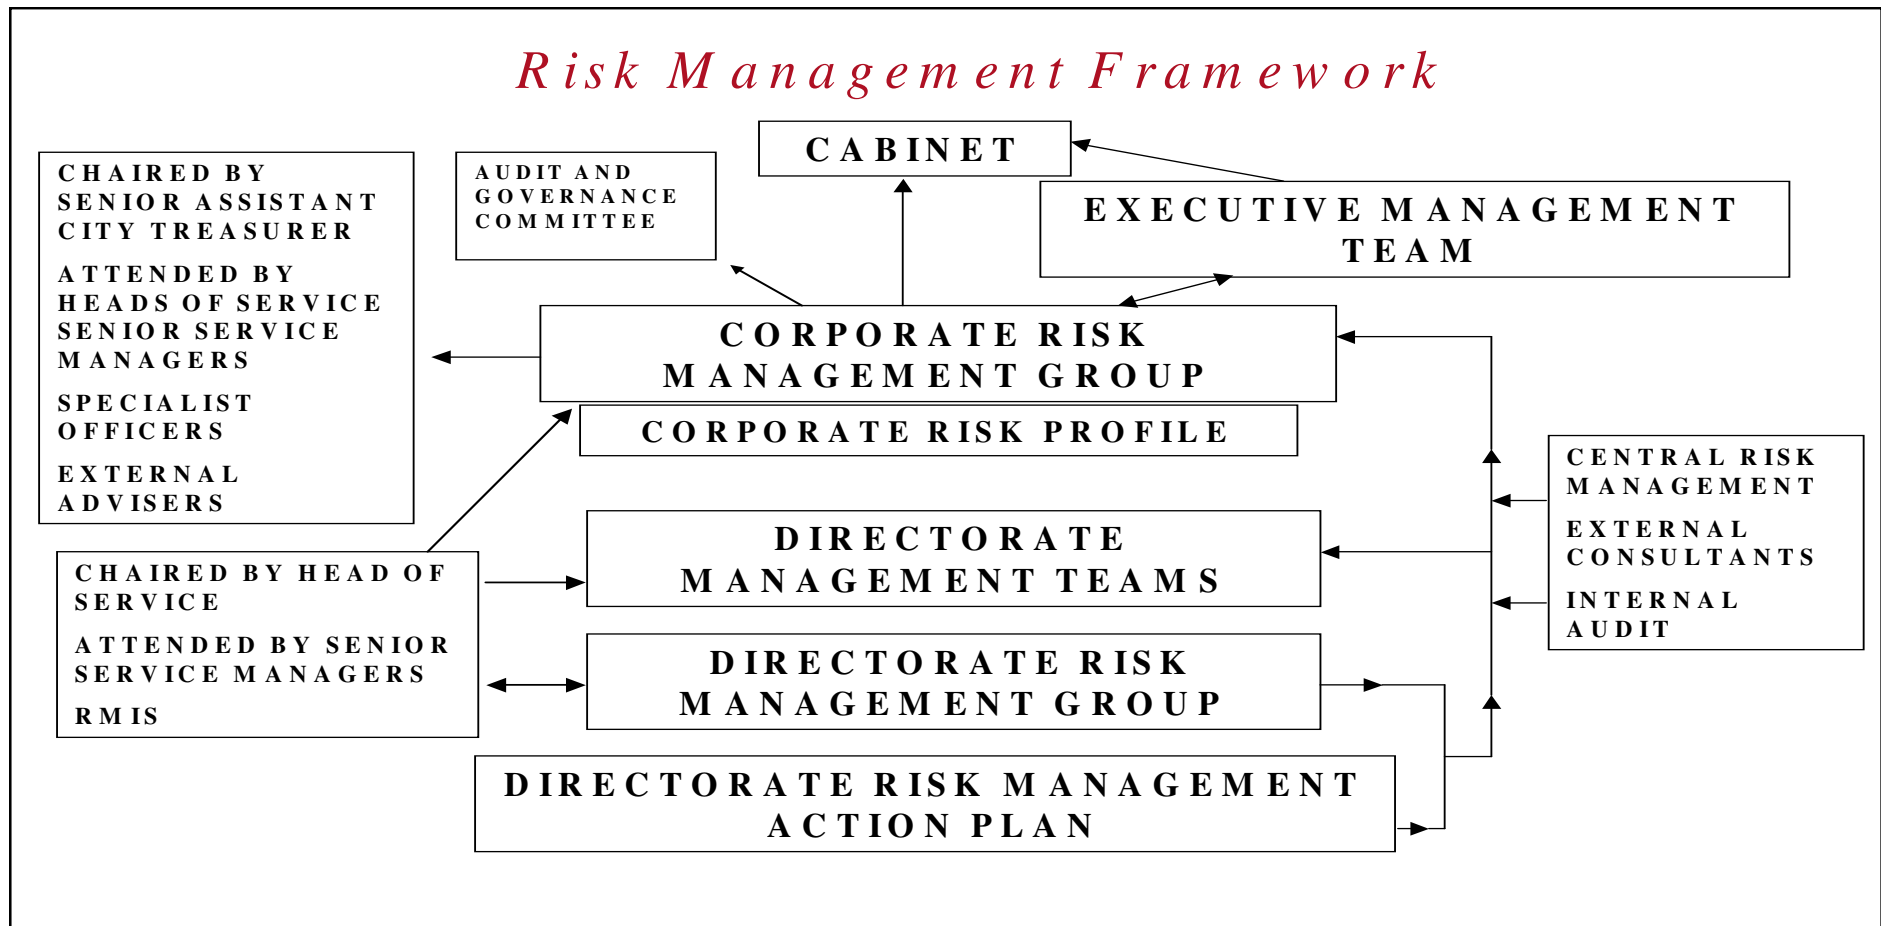 Risk Management Framework
CABINET
CHAIRED BY
SENIOR ASSISTANT
CITY TREASURER
ATTENDED BY
HEADS OF SERVICE
SENIOR SERVICE
MANAGERS
SPECIALIST
OFFICERS
EXTERNAL
ADVISERS
AUDIT AND
GOVERNANCE
COMMITTEE
EXECUTIVE MANAGEMENT
TEAM
CORPORATE RISK
MANAGEMENT GROUP
CORPORATE RISK PROFILE
CENTRAL RISK
MANAGEMENT
EXTERNAL
CONSULTANTS
INTERNAL
AUDIT
DIRECTORATE
MANAGEMENT TEAMS
CHAIRED BY HEAD OF
SERVICE
ATTENDED BY SENIOR
SERVICE MANAGERS
RMIS
DIRECTORATE RISK
MANAGEMENT GROUP
DIRECTORATE RISK MANAGEMENT
ACTION PLAN